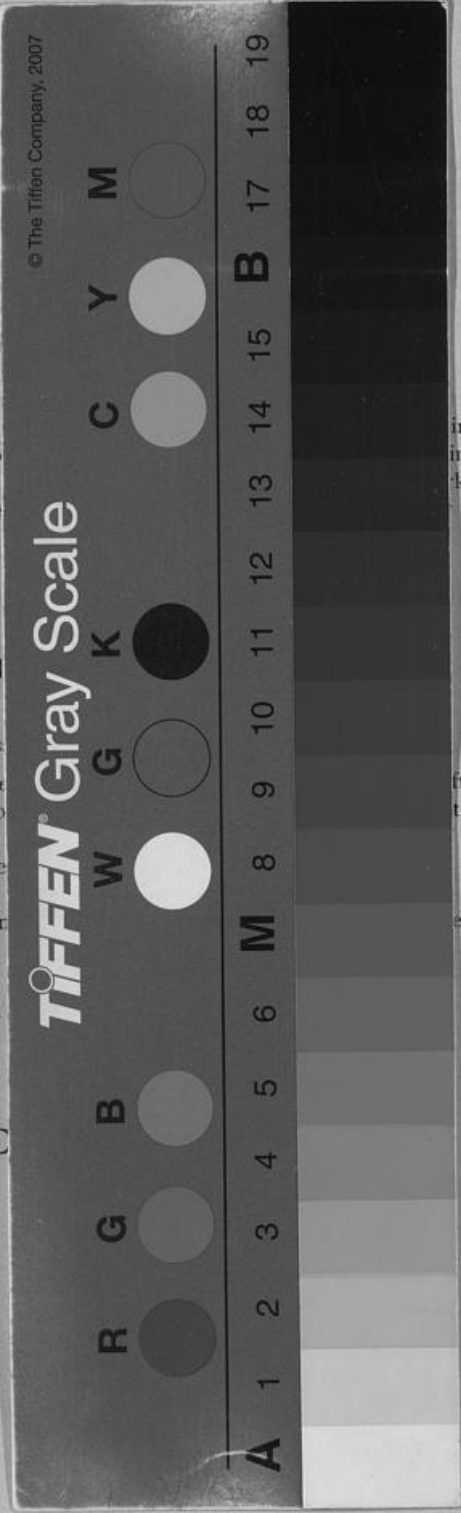 © The Tiffen Company, 2007
TIFFEN® Gray Scale
R G B W G K C Y M
A 1 2 3 4 5 6 M 8 9 10 11 12 13 14 15 B 17 18 19